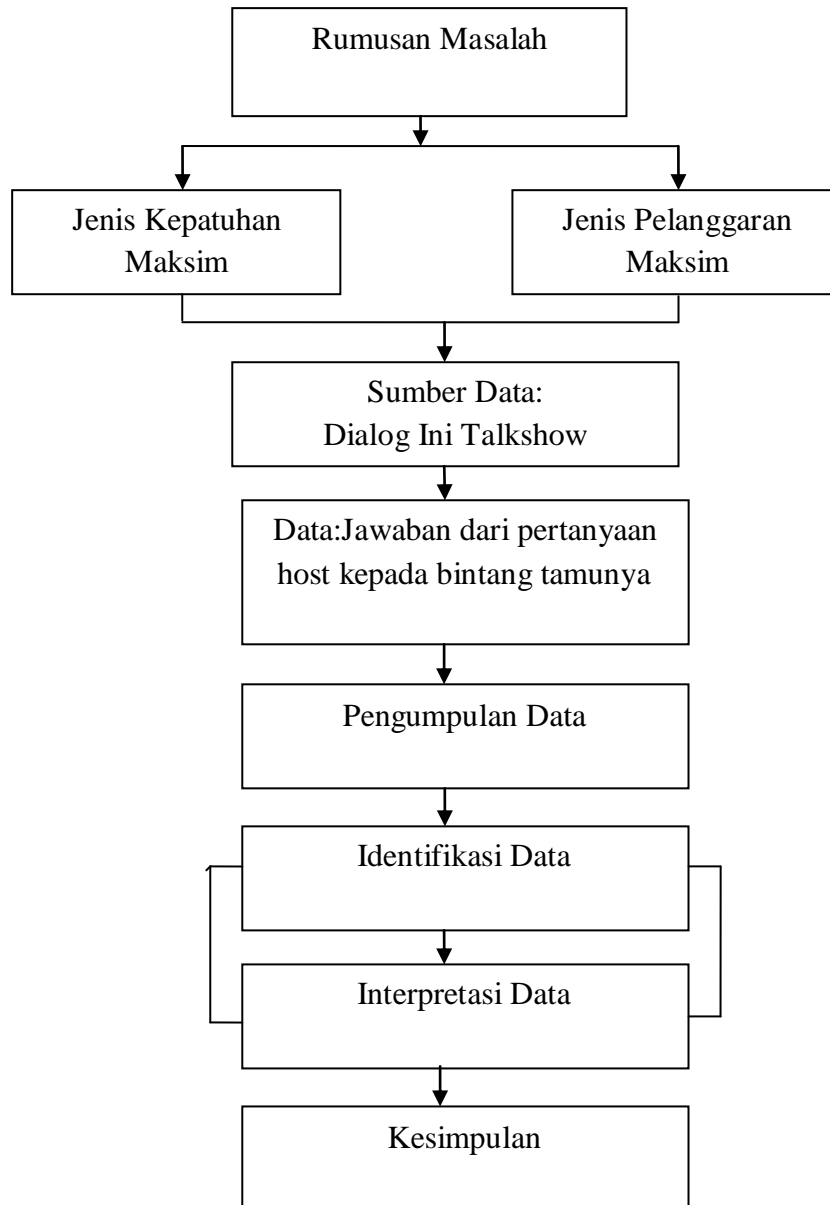 Rumusan Masalah
Jenis Kepatuhan
Maksim
Jenis Pelanggaran
Maksim
Sumber Data:
Dialog Ini Talkshow
Data:Jawaban dari pertanyaan
host kepada bintang tamunya
Pengumpulan Data
Identifikasi Data
Interpretasi Data
Kesimpulan